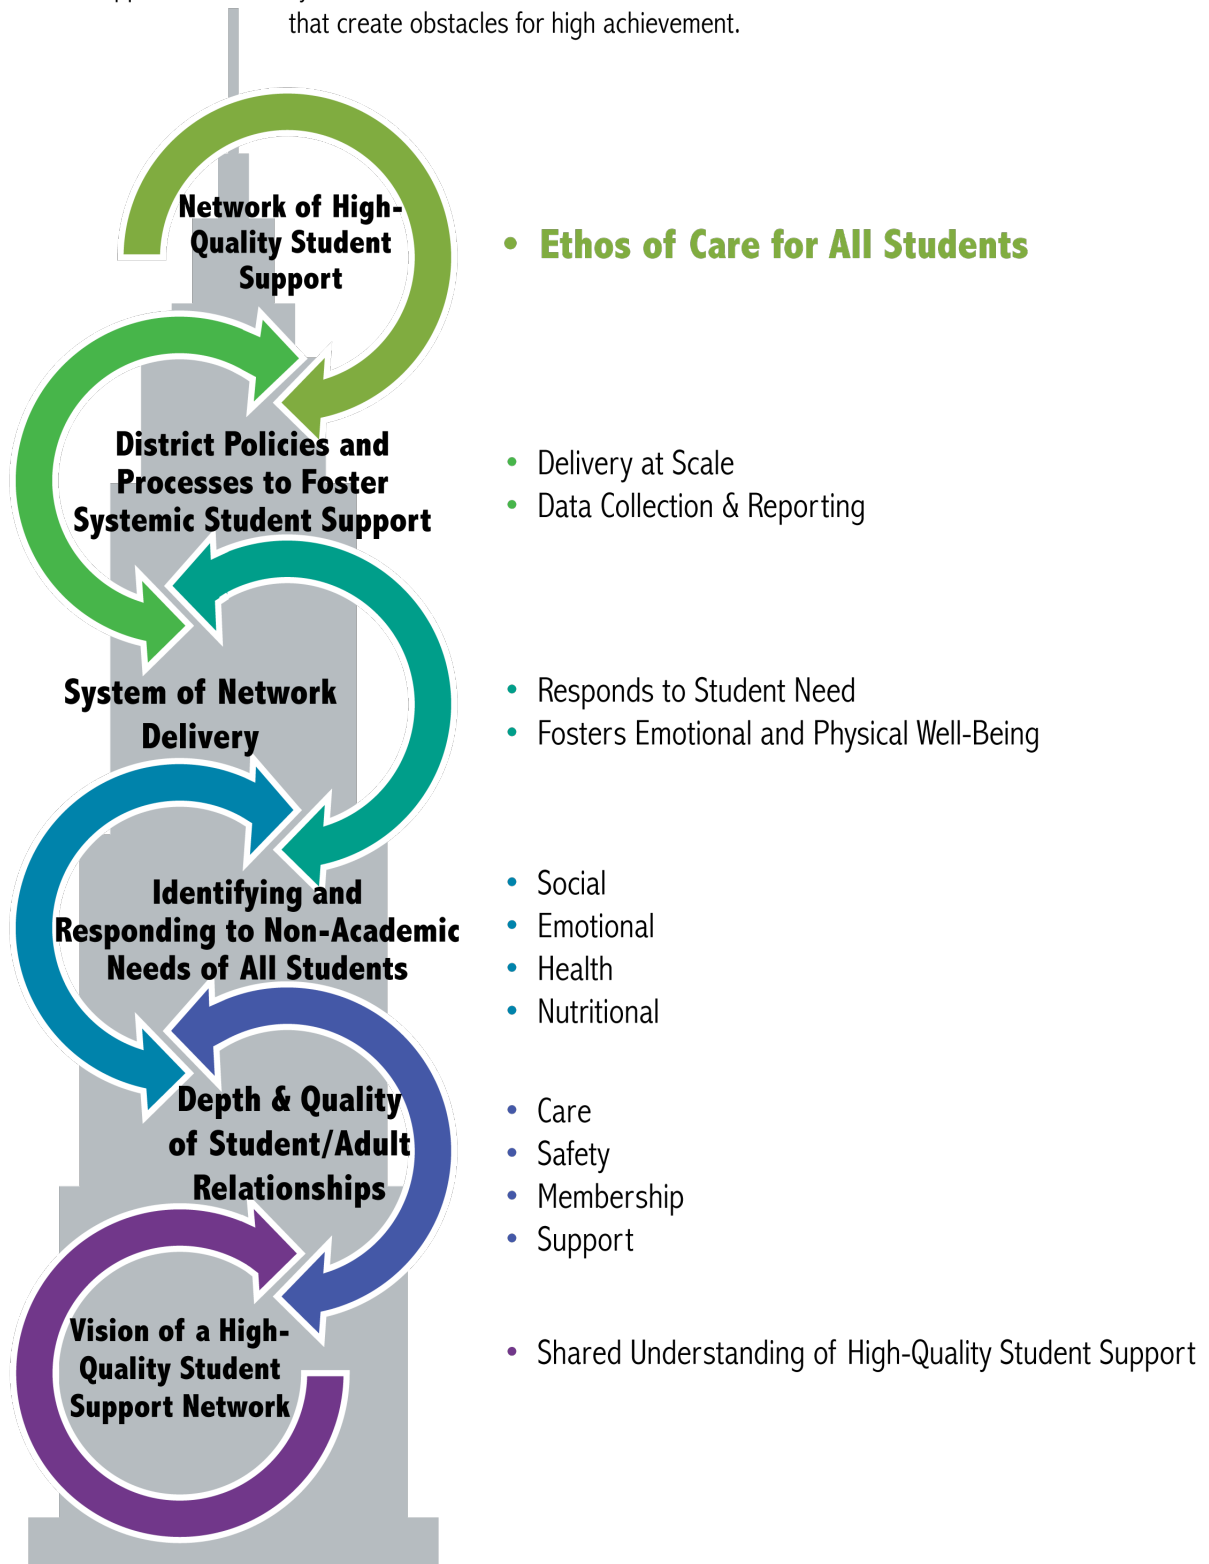 that create obstacles for high achievement.
Network of High-
Quality Student
Support
• Ethos of Care for All Students
District Policies and
Processes to Foster
Systemic Student Support
• Delivery at Scale
• Data Collection & Reporting
System of Network
Delivery
• Responds to Student Need
• Fosters Emotional and Physical Well-Being
Identifying and
Responding to Non-Academic
Needs of All Students
• Social
• Emotional
• Health
• Nutritional
Depth & Quality
of Student/Adult
Relationships
• Care
• Safety
• Membership
• Support
Vision of a High-
Quality Student
Support Network
• Shared Understanding of High-Quality Student Support